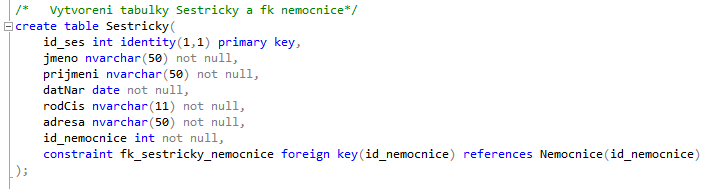 /*   Vytvoreni tabulky Sestricky a fk nemocnice*/
create table Sestricky(
    id_ses int identity(1,1) primary key,
    jmeno nvarchar(50) not null,
    prijmeni nvarchar(50) not null,
    datNar date not null,
    rodCis nvarchar(11) not null,
    adresa nvarchar(50) not null,
    id_nemocnice int not null,
    constraint fk_sestricky_nemocnice foreign key(id_nemocnice) references Nemocnice(id_nemocnice)
);